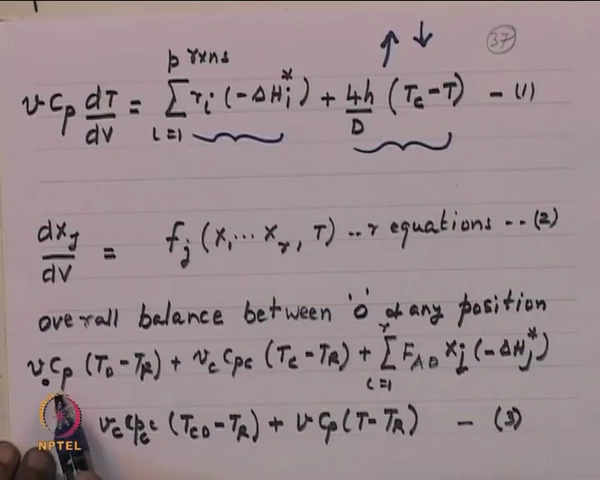 37
p rxns
v Cp dT/dV = Σ ri (-ΔHi*) + 4h/D (Tc - T) - (1)
i=1
dXj/dV = fj (X1 ... Xr, T) .. r equations -- (2)
overall balance between 'o' & any position
v0 Cp (T0 - TR) + vc Cpc (Tc - TR) + Σ FA0 Xj (-ΔHj*)
r
i=1
vc Cpc (Tc0 - TR) + v Cp (T - TR) - (3)
NPTEL